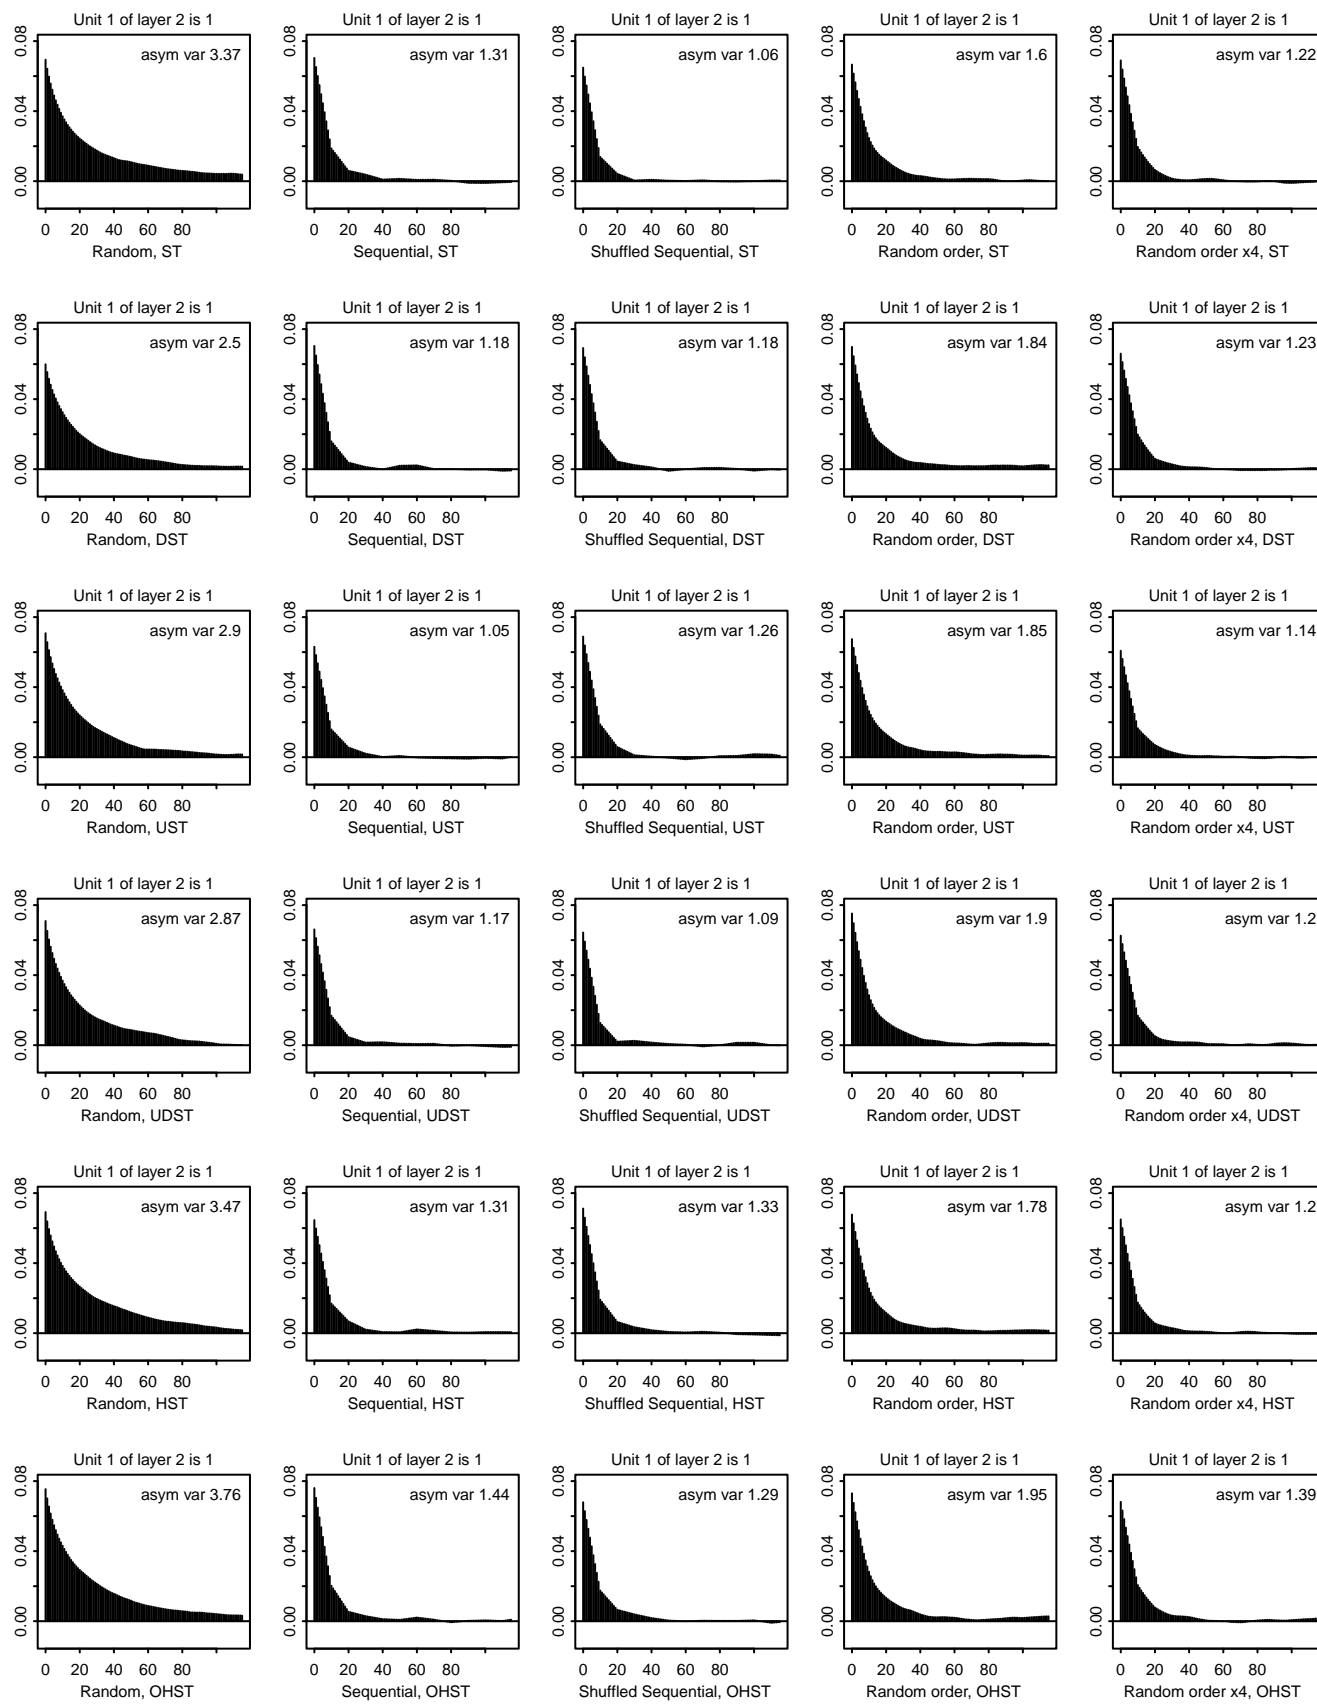 Unit 1 of layer 2 is 1 Unit 1 of layer 2 is 1 Unit 1 of layer 2 is 1 Unit 1 of layer 2 is 1 Unit 1 of layer 2 is 1
asym var 3.37 asym var 1.31 asym var 1.06 asym var 1.6 asym var 1.22
0.08 0.04 0.00 0.08 0.04 0.00 0.08 0.04 0.00 0.08 0.04 0.00 0.08 0.04 0.00
0 20 40 60 80 0 20 40 60 80 0 20 40 60 80 0 20 40 60 80 0 20 40 60 80
Random, ST Sequential, ST Shuffled Sequential, ST Random order, ST Random order x4, ST
Unit 1 of layer 2 is 1 Unit 1 of layer 2 is 1 Unit 1 of layer 2 is 1 Unit 1 of layer 2 is 1 Unit 1 of layer 2 is 1
asym var 2.5 asym var 1.18 asym var 1.18 asym var 1.84 asym var 1.23
0.08 0.04 0.00 0.08 0.04 0.00 0.08 0.04 0.00 0.08 0.04 0.00 0.08 0.04 0.00
0 20 40 60 80 0 20 40 60 80 0 20 40 60 80 0 20 40 60 80 0 20 40 60 80
Random, DST Sequential, DST Shuffled Sequential, DST Random order, DST Random order x4, DST
Unit 1 of layer 2 is 1 Unit 1 of layer 2 is 1 Unit 1 of layer 2 is 1 Unit 1 of layer 2 is 1 Unit 1 of layer 2 is 1
asym var 2.9 asym var 1.05 asym var 1.26 asym var 1.85 asym var 1.14
0.08 0.04 0.00 0.08 0.04 0.00 0.08 0.04 0.00 0.08 0.04 0.00 0.08 0.04 0.00
0 20 40 60 80 0 20 40 60 80 0 20 40 60 80 0 20 40 60 80 0 20 40 60 80
Random, UST Sequential, UST Shuffled Sequential, UST Random order, UST Random order x4, UST
Unit 1 of layer 2 is 1 Unit 1 of layer 2 is 1 Unit 1 of layer 2 is 1 Unit 1 of layer 2 is 1 Unit 1 of layer 2 is 1
asym var 2.87 asym var 1.17 asym var 1.09 asym var 1.9 asym var 1.2
0.08 0.04 0.00 0.08 0.04 0.00 0.08 0.04 0.00 0.08 0.04 0.00 0.08 0.04 0.00
0 20 40 60 80 0 20 40 60 80 0 20 40 60 80 0 20 40 60 80 0 20 40 60 80
Random, UDST Sequential, UDST Shuffled Sequential, UDST Random order, UDST Random order x4, UDST
Unit 1 of layer 2 is 1 Unit 1 of layer 2 is 1 Unit 1 of layer 2 is 1 Unit 1 of layer 2 is 1 Unit 1 of layer 2 is 1
asym var 3.47 asym var 1.31 asym var 1.33 asym var 1.78 asym var 1.2
0.08 0.04 0.00 0.08 0.04 0.00 0.08 0.04 0.00 0.08 0.04 0.00 0.08 0.04 0.00
0 20 40 60 80 0 20 40 60 80 0 20 40 60 80 0 20 40 60 80 0 20 40 60 80
Random, HST Sequential, HST Shuffled Sequential, HST Random order, HST Random order x4, HST
Unit 1 of layer 2 is 1 Unit 1 of layer 2 is 1 Unit 1 of layer 2 is 1 Unit 1 of layer 2 is 1 Unit 1 of layer 2 is 1
asym var 3.76 asym var 1.44 asym var 1.29 asym var 1.95 asym var 1.39
0.08 0.04 0.00 0.08 0.04 0.00 0.08 0.04 0.00 0.08 0.04 0.00 0.08 0.04 0.00
0 20 40 60 80 0 20 40 60 80 0 20 40 60 80 0 20 40 60 80 0 20 40 60 80
Random, OHST Sequential, OHST Shuffled Sequential, OHST Random order, OHST Random order x4, OHST